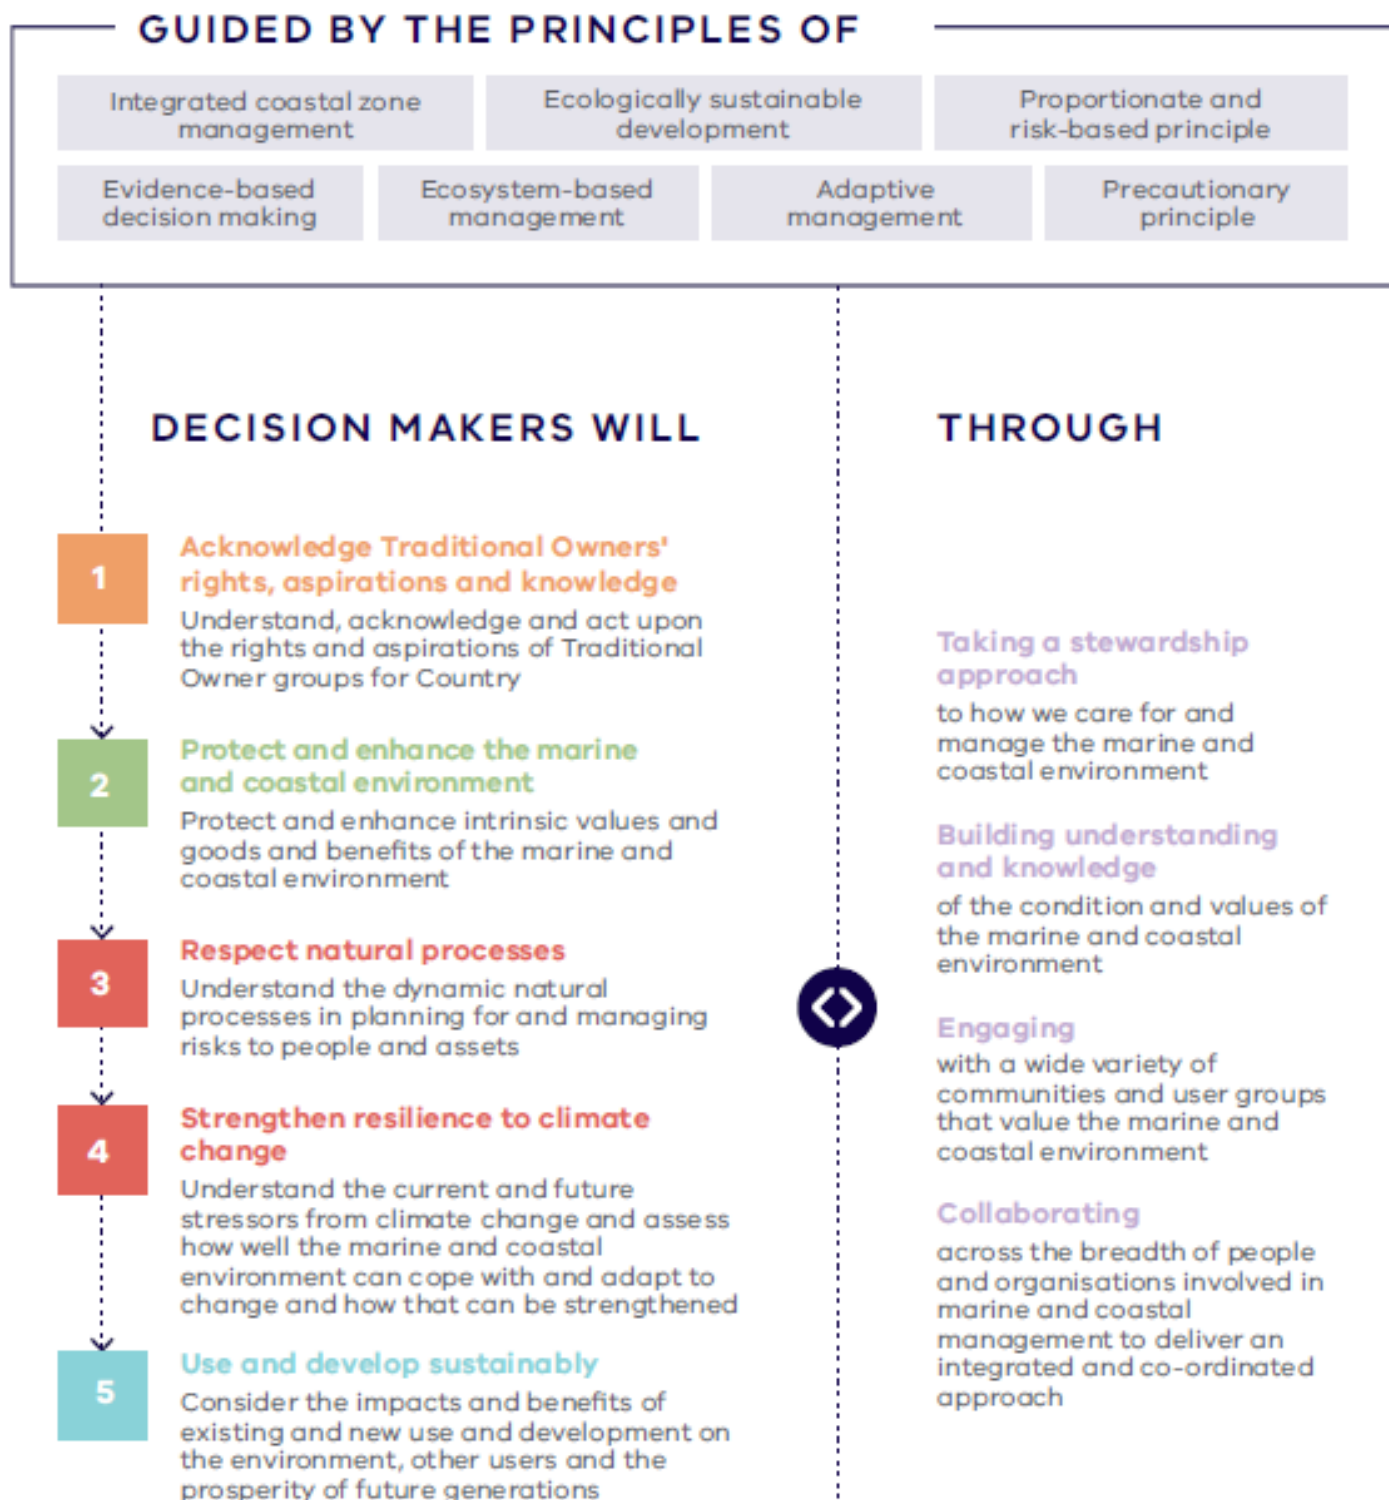 GUIDED BY THE PRINCIPLES OF
Integrated coastal zone
management
Ecologically sustainable
development
Proportionate and
risk-based principle
Evidence-based
decision making
Ecosystem-based
management
Adaptive
management
Precautionary
principle
DECISION MAKERS WILL
1
Acknowledge Traditional Owners'
rights, aspirations and knowledge
Understand, acknowledge and act upon
the rights and aspirations of Traditional
Owner groups for Country
2
Protect and enhance the marine
and coastal environment
Protect and enhance intrinsic values and
goods and benefits of the marine and
coastal environment
3
Respect natural processes
Understand the dynamic natural
processes in planning for and managing
risks to people and assets
4
Strengthen resilience to climate
change
Understand the current and future
stressors from climate change and assess
how well the marine and coastal
environment can cope with and adapt to
change and how that can be strengthened
5
Use and develop sustainably
Consider the impacts and benefits of
existing and new use and development on
the environment, other users and the
prosperity of future generations
THROUGH
Taking a stewardship
approach
to how we care for and
manage the marine and
coastal environment
Building understanding
and knowledge
of the condition and values of
the marine and coastal
environment
Engaging
with a wide variety of
communities and user groups
that value the marine and
coastal environment
Collaborating
across the breadth of people
and organisations involved in
marine and coastal
management to deliver an
integrated and co-ordinated
approach